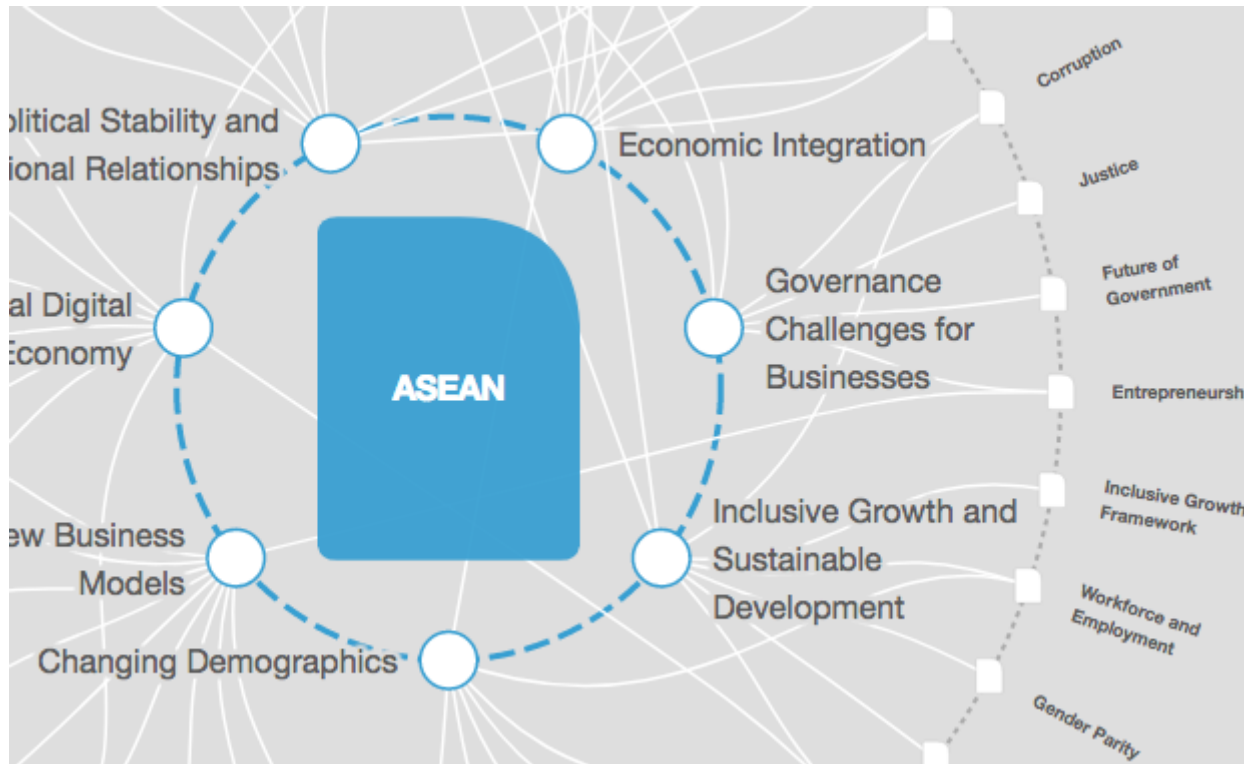 olitical Stability and
ional Relationships
Economic Integration
al Digital
Economy
Governance
Challenges for
Businesses
ASEAN
ew Business
Models
Inclusive Growth and
Sustainable
Development
Changing Demographics
Corruption
Justice
Future of
Government
Entrepreneursh
Inclusive Growth
Framework
Workforce and
Employment
Gender Parity